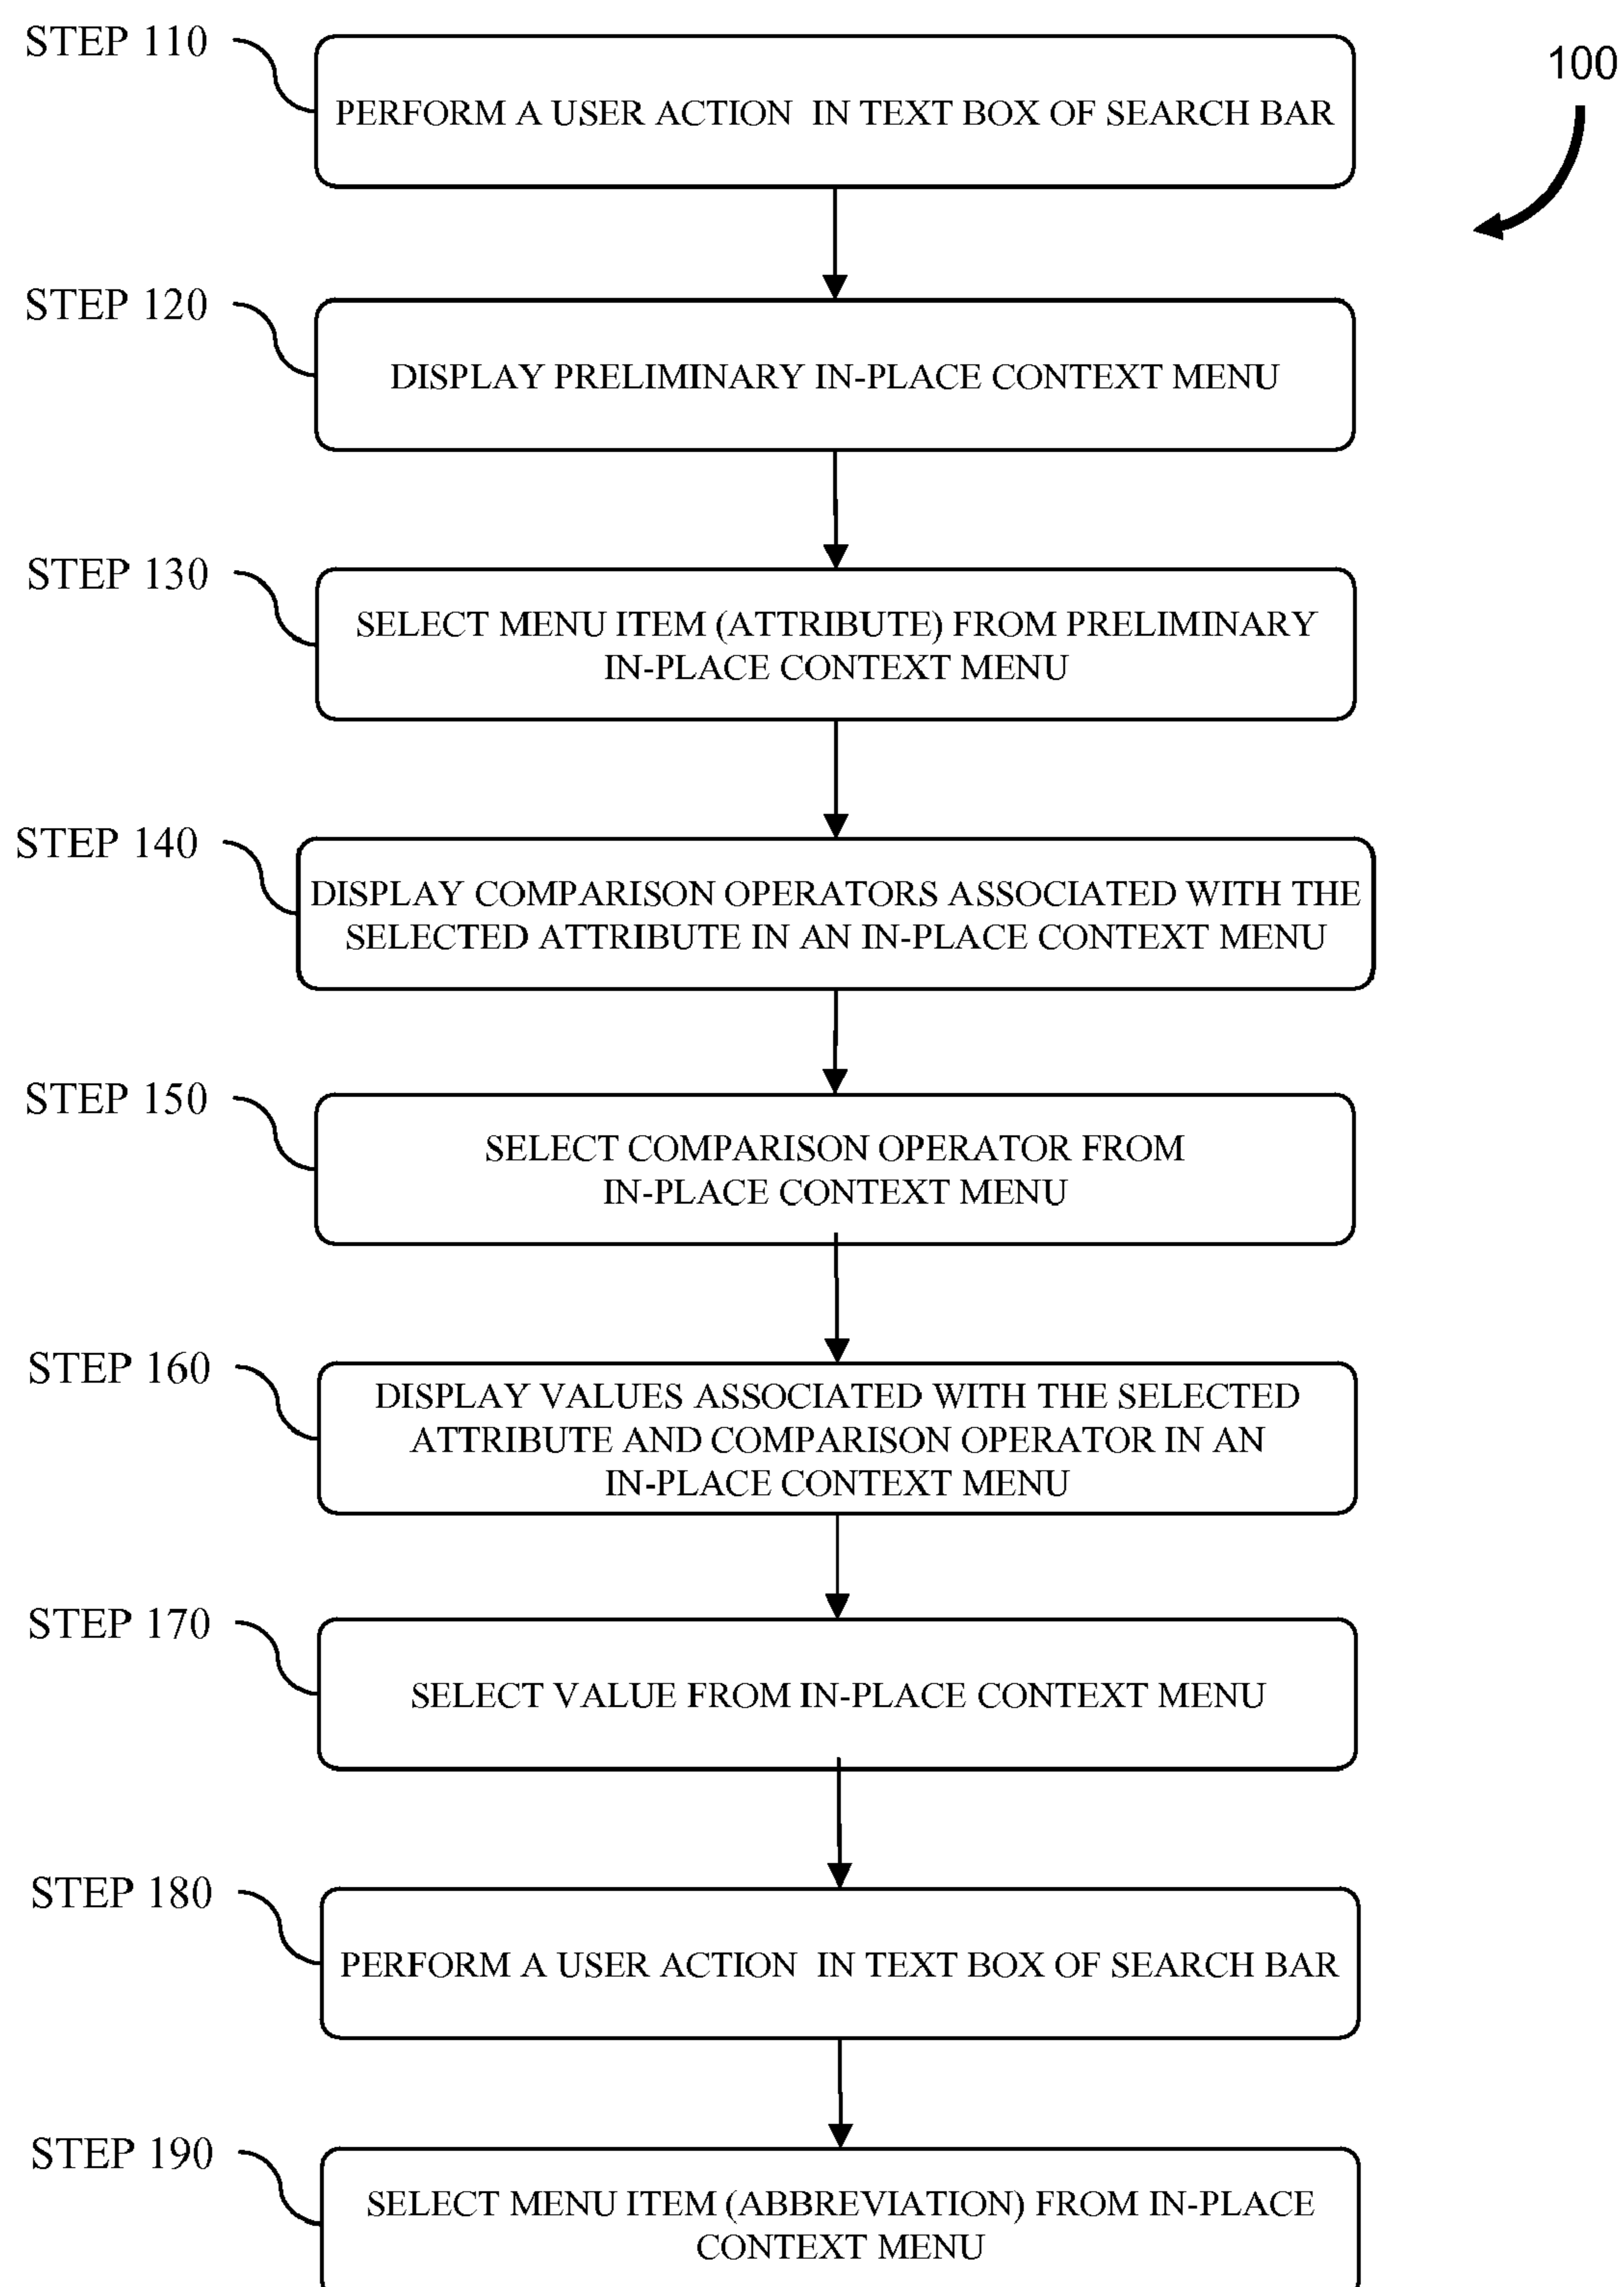 STEP 110
100
PERFORM A USER ACTION IN TEXT BOX OF SEARCH BAR
STEP 120
DISPLAY PRELIMINARY IN-PLACE CONTEXT MENU
STEP 130
SELECT MENU ITEM (ATTRIBUTE) FROM PRELIMINARY
IN-PLACE CONTEXT MENU
STEP 140
DISPLAY COMPARISON OPERATORS ASSOCIATED WITH THE
SELECTED ATTRIBUTE IN AN IN-PLACE CONTEXT MENU
STEP 150
SELECT COMPARISON OPERATOR FROM
IN-PLACE CONTEXT MENU
STEP 160
DISPLAY VALUES ASSOCIATED WITH THE SELECTED
ATTRIBUTE AND COMPARISON OPERATOR IN AN
IN-PLACE CONTEXT MENU
STEP 170
SELECT VALUE FROM IN-PLACE CONTEXT MENU
STEP 180
PERFORM A USER ACTION IN TEXT BOX OF SEARCH BAR
STEP 190
SELECT MENU ITEM (ABBREVIATION) FROM IN-PLACE
CONTEXT MENU